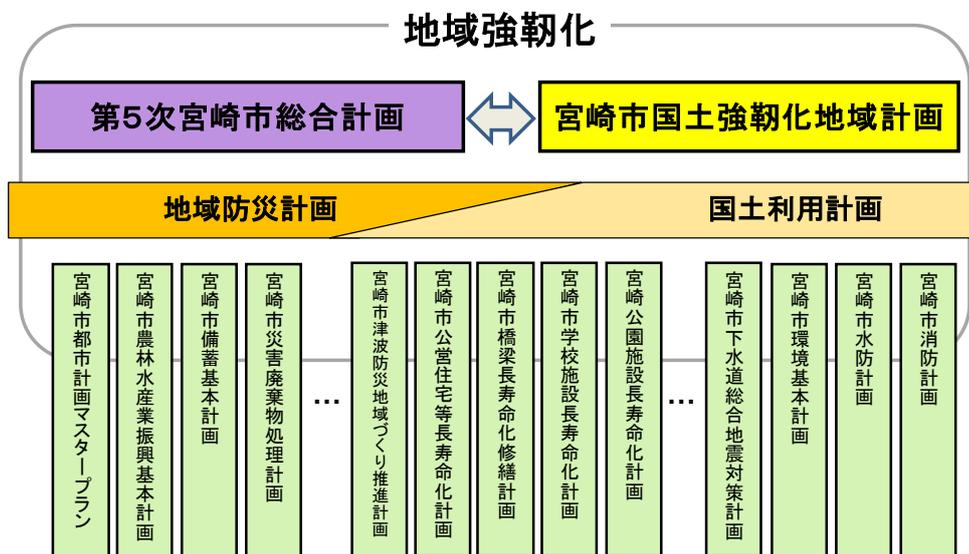 地域強靭化
第5次宮崎市総合計画
宮崎市国土強靭化地域計画
地域防災計画
国土利用計画
宮崎市都市計画マスタープラン
宮崎市農林水産業振興基本計画
宮崎市備蓄基本計画
宮崎市災害廃棄物処理計画
…
宮崎市津波防災地域づくり推進計画
宮崎市公営住宅等長寿命化計画
宮崎市橋梁長寿命化修繕計画
宮崎市学校施設長寿命化計画
宮崎公園施設長寿命化計画
…
宮崎市下水道総合地震対策計画
宮崎市環境基本計画
宮崎市水防計画
宮崎市消防計画